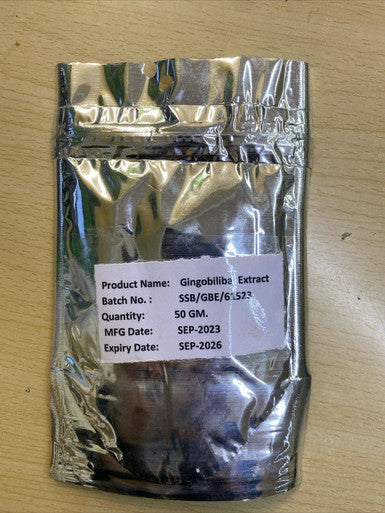 Product Name: Gingobiliba Extract
Batch No. : SSB/GBE/61523
Quantity: 50 GM.
MFG Date: SEP-2023
Expiry Date: SEP-2026